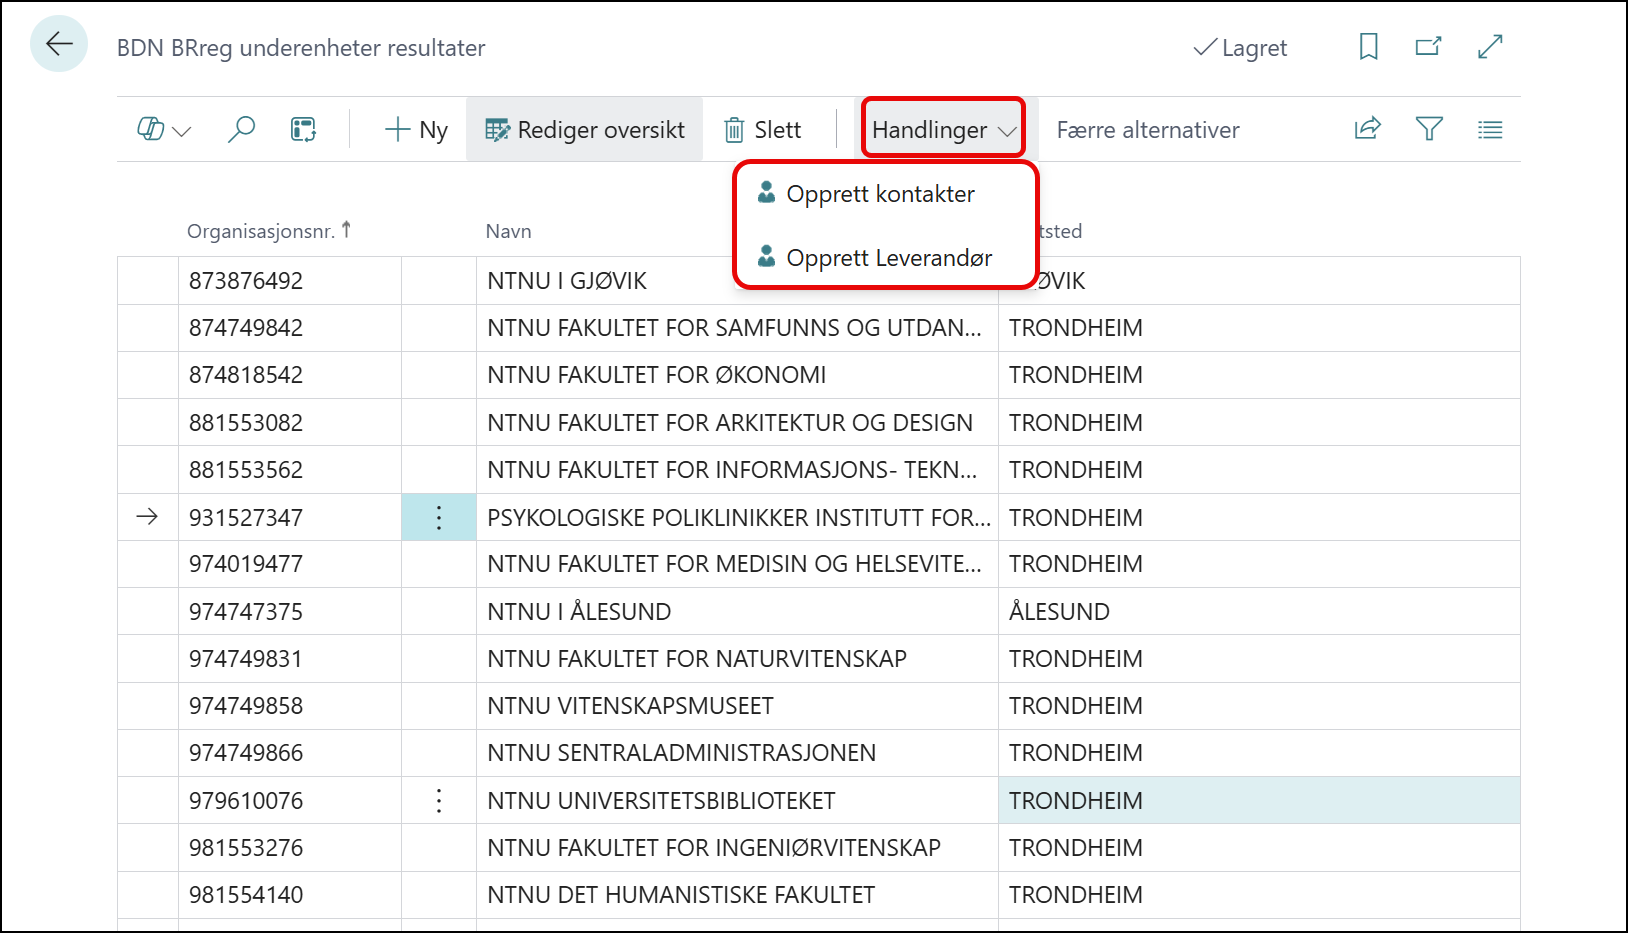 BDN BRreg underenheter resultater
Lagret
Ny
Rediger oversikt
Slett
Handlinger
Færre alternativer
Opprett kontakter
Opprett Leverandør
Organisasjonsnr.
Navn
tsted
873876492 NTNU I GJØVIK ØVIK
874749842 NTNU FAKULTET FOR SAMFUNNS OG UTDAN... TRONDHEIM
874818542 NTNU FAKULTET FOR ØKONOMI TRONDHEIM
881553082 NTNU FAKULTET FOR ARKITEKTUR OG DESIGN TRONDHEIM
881553562 NTNU FAKULTET FOR INFORMASJONS- TEKN... TRONDHEIM
931527347 PSYKOLOGISKE POLIKLINIKKER INSTITUTT FOR... TRONDHEIM
974019477 NTNU FAKULTET FOR MEDISIN OG HELSEVITE... TRONDHEIM
974747375 NTNU I ÅLESUND ÅLESUND
974749831 NTNU FAKULTET FOR NATURVITENSKAP TRONDHEIM
974749858 NTNU VITENSKAPSMUSEET TRONDHEIM
974749866 NTNU SENTRALADMINISTRASJONEN TRONDHEIM
979610076 NTNU UNIVERSITETSBIBLIOTEKET TRONDHEIM
981553276 NTNU FAKULTET FOR INGENIØRVITENSKAP TRONDHEIM
981554140 NTNU DET HUMANISTISKE FAKULTET TRONDHEIM